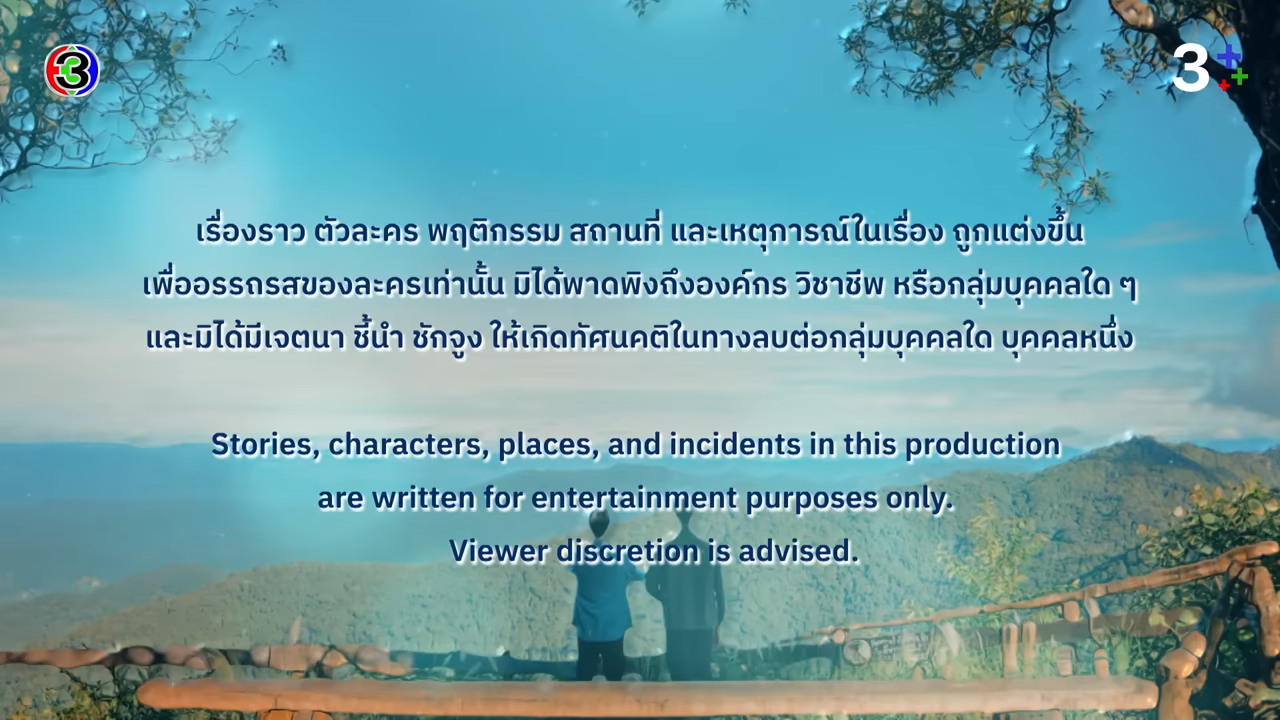 3
3
เรื่องราว ตัวละคร พฤติกรรม สถานที่ และเหตุการณ์ในเรื่อง ถูกแต่งขึ้น
เพื่ออรรถรสของละครเท่านั้น มิได้พาดพิงถึงองค์กร วิชาชีพ หรือกลุ่มบุคคลใด ๆ
และมิได้มีเจตนา ชี้นำ ชักจูง ให้เกิดทัศนคติในทางลบต่อกลุ่มบุคคลใด บุคคลหนึ่ง
Stories, characters, places, and incidents in this production
are written for entertainment purposes only.
Viewer discretion is advised.